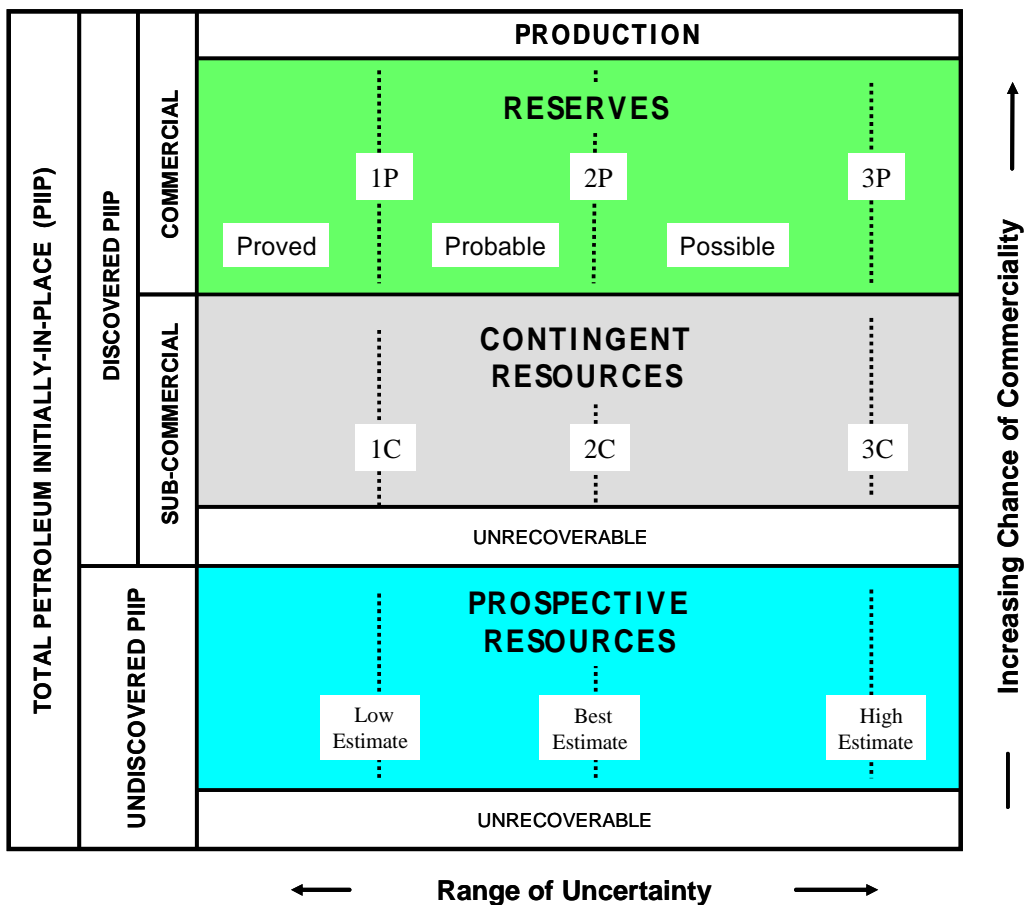 TOTAL PETROLEUM INITIALLY-IN-PLACE (PIIP)
DISCOVERED PIIP
UNDISCOVERED PIIP
COMMERCIAL
SUB-COMMERCIAL
PRODUCTION
RESERVES
1P
2P
3P
Proved
Probable
Possible
CONTINGENT
RESOURCES
1C
2C
3C
UNRECOVERABLE
PROSPECTIVE
RESOURCES
Low
Estimate
Best
Estimate
High
Estimate
UNRECOVERABLE
Increasing Chance of Commerciality
Range of Uncertainty